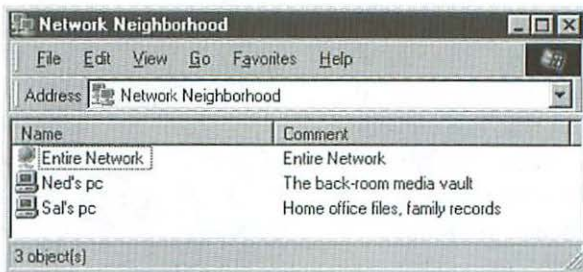 Network Neighborhood
File Edit View Go Favorites Help
Address Network Neighborhood
Name Comment
Entire Network Entire Network
Ned's pc The back-room media vault
Sal's pc Home office files, family records
3 object(s)